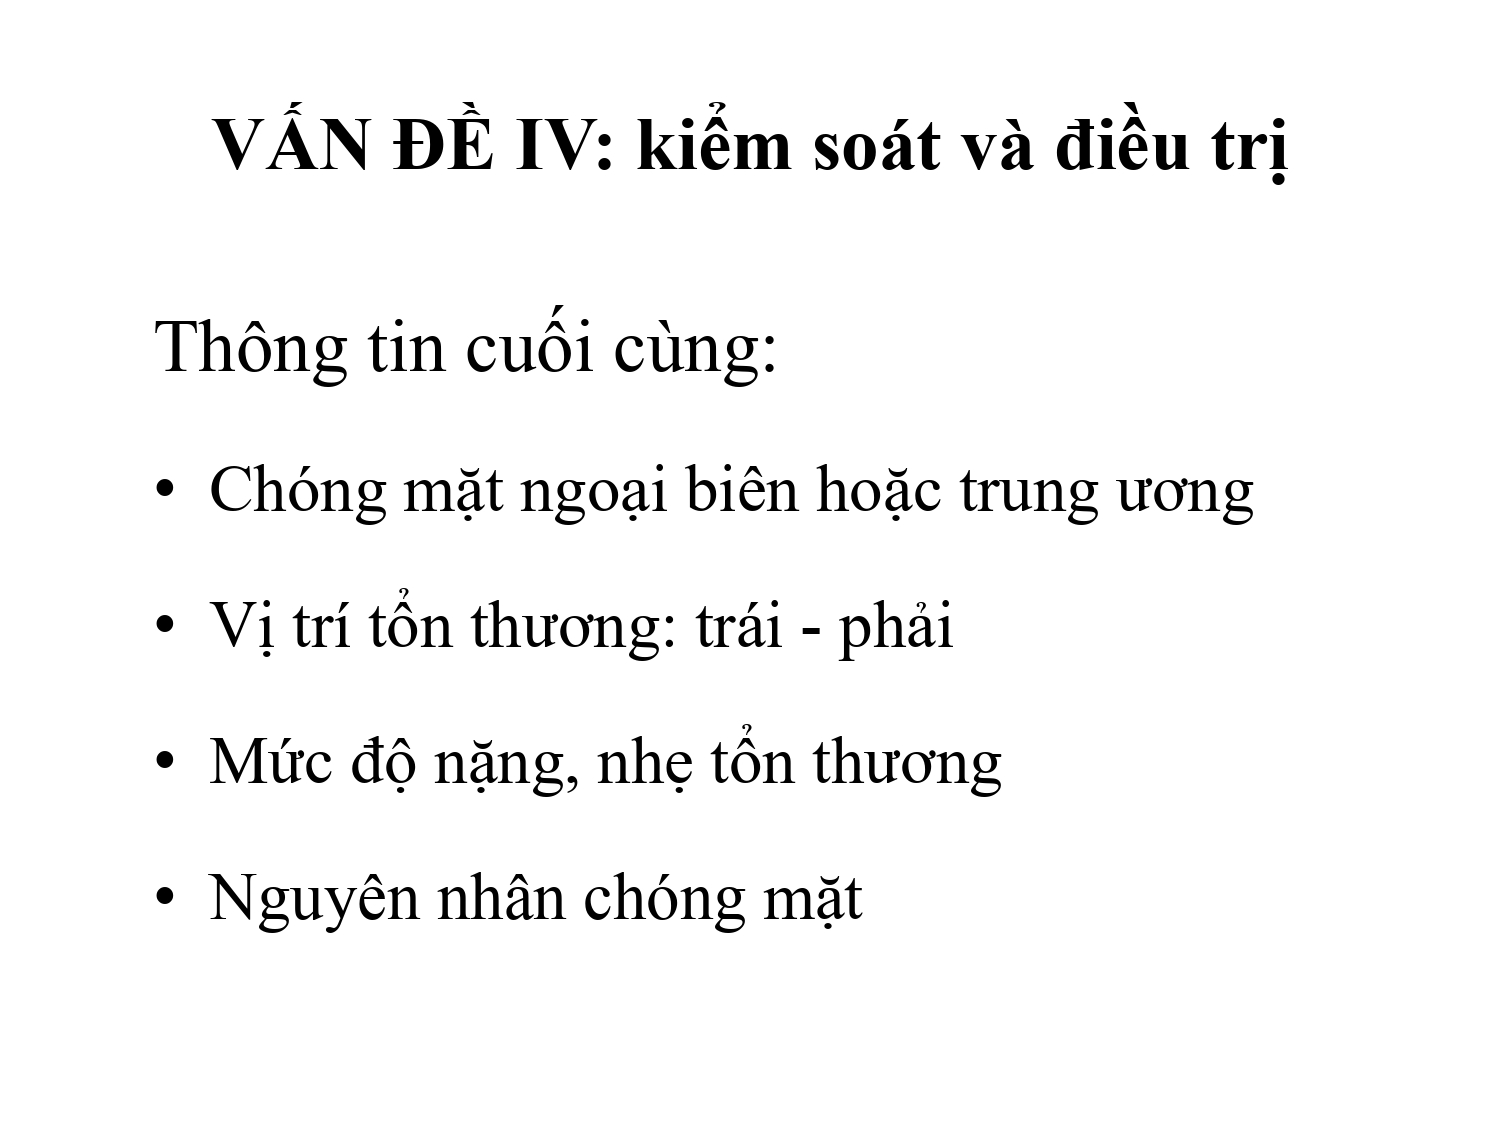 VẤN ĐỀ IV: kiểm soát và điều trị
Thông tin cuối cùng:
• Chóng mặt ngoại biên hoặc trung ương
• Vị trí tổn thương: trái - phải
• Mức độ nặng, nhẹ tổn thương
• Nguyên nhân chóng mặt